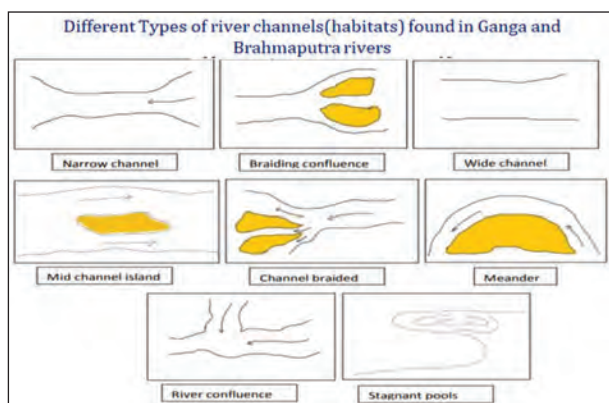 Different Types of river channels(habitats) found in Ganga and
Brahmaputra rivers
Narrow channel
Braiding confluence
Wide channel
Mid channel island
Channel braided
Meander
River confluence
Stagnant pools